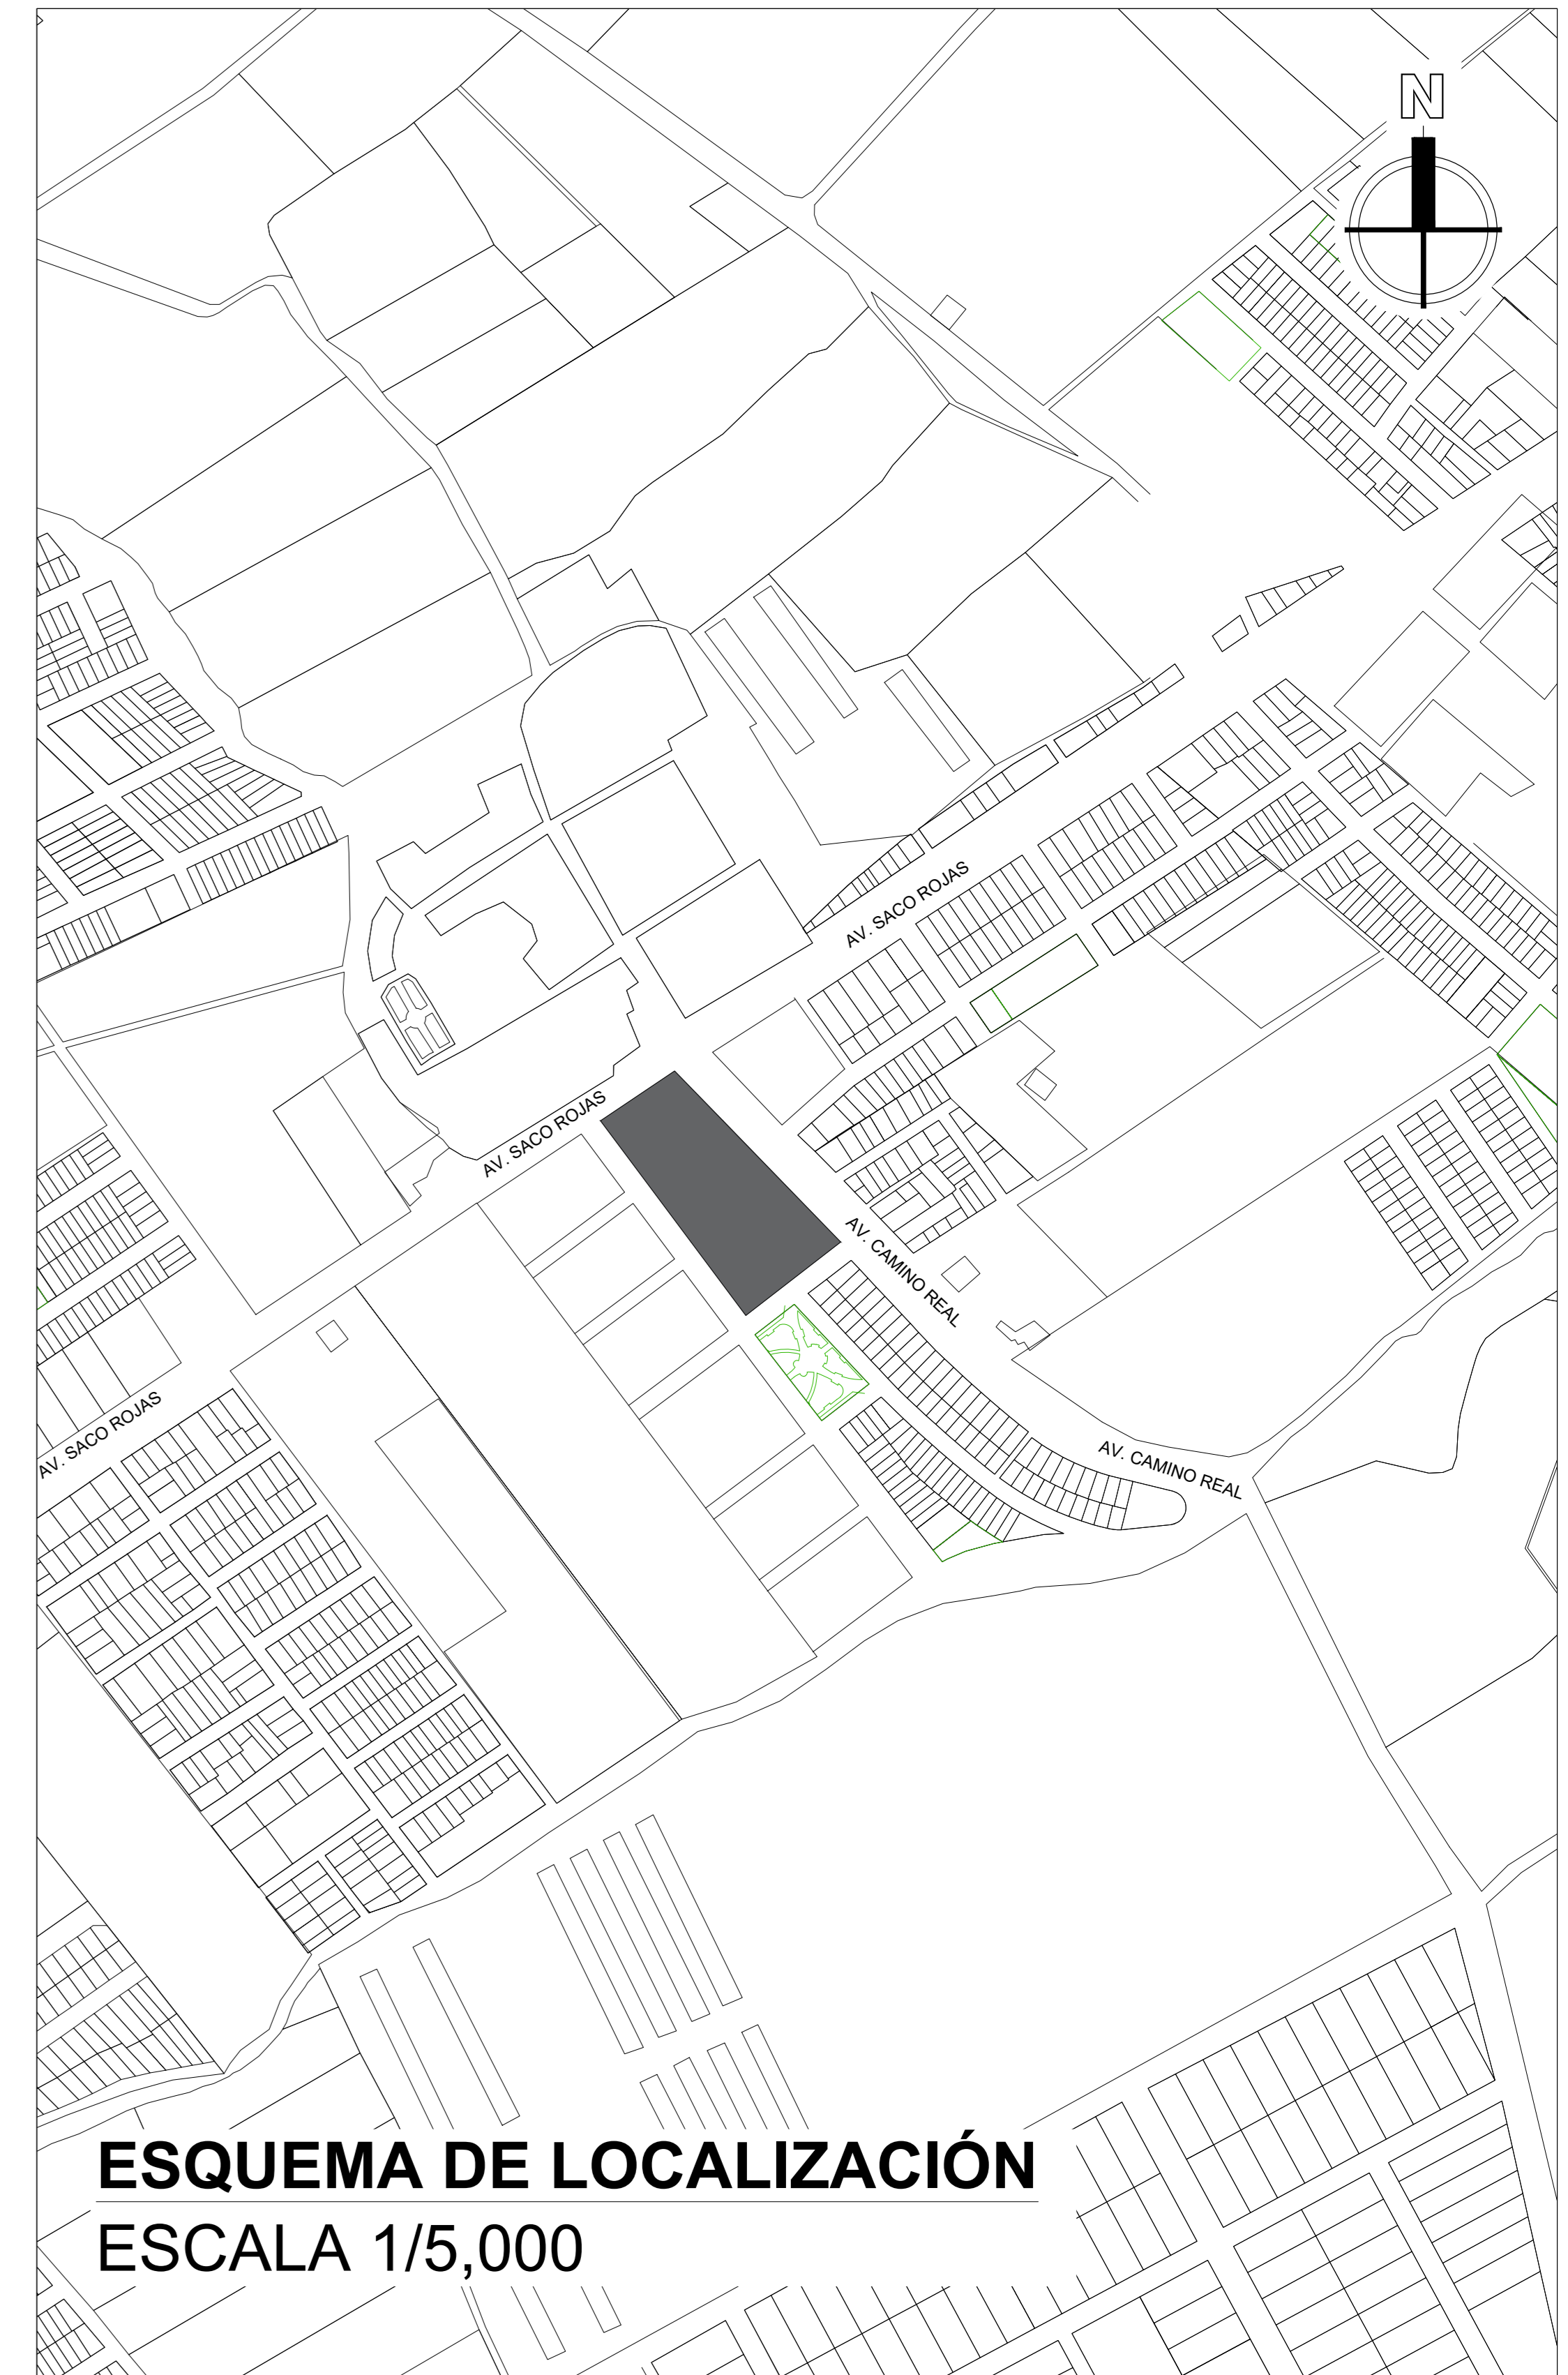 N
AV. SACO ROJAS
AV. SACO ROJAS
AV. CAMINO REAL
AV. SACO ROJAS
AV. CAMINO REAL
ESQUEMA DE LOCALIZACIÓN
ESCALA 1/5,000